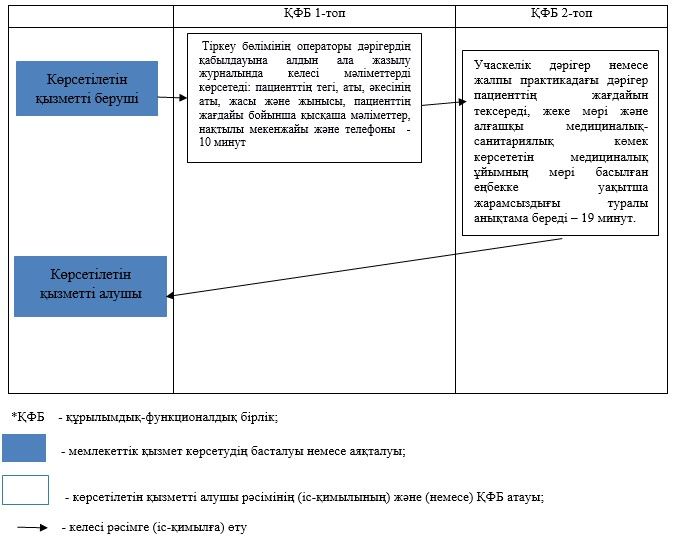 ҚФБ 1-топ
ҚФБ 2-топ
Көрсетілетін
қызметті беруші
Тіркеу бөлімінің операторы дәрігердің
қабылдауына алдын ала жазылу
журналында келесі мәліметтерді
көрсетеді: пациенттің тегі, аты, әкесінің
аты, жасы және жынысы, пациенттің
жағдайы бойынша қысқаша мәліметтер,
нақтылы мекенжайы және телефоны -
10 минут
Учаскелік дәрігер немесе
жалпы практикадағы дәрігер
пациенттің жағдайын
тексереді, жеке мөрі және
алғашқы медициналық-
санитариялық көмек
көрсететін медициналық
ұйымның мөрі басылған
еңбекке уақытша
жарамсыздығы туралы
анықтама береді – 19 минут.
Көрсетілетін
қызметті алушы
*ҚФБ - құрылымдық-функционалдық бірлік;
- мемлекеттік қызмет көрсетудің басталуы немесе аяқталуы;
- көрсетілетін қызметті алушы рәсімінің (іс-қимылының) және (немесе) ҚФБ атауы;
- келесі рәсімге (іс-қимылға) өту